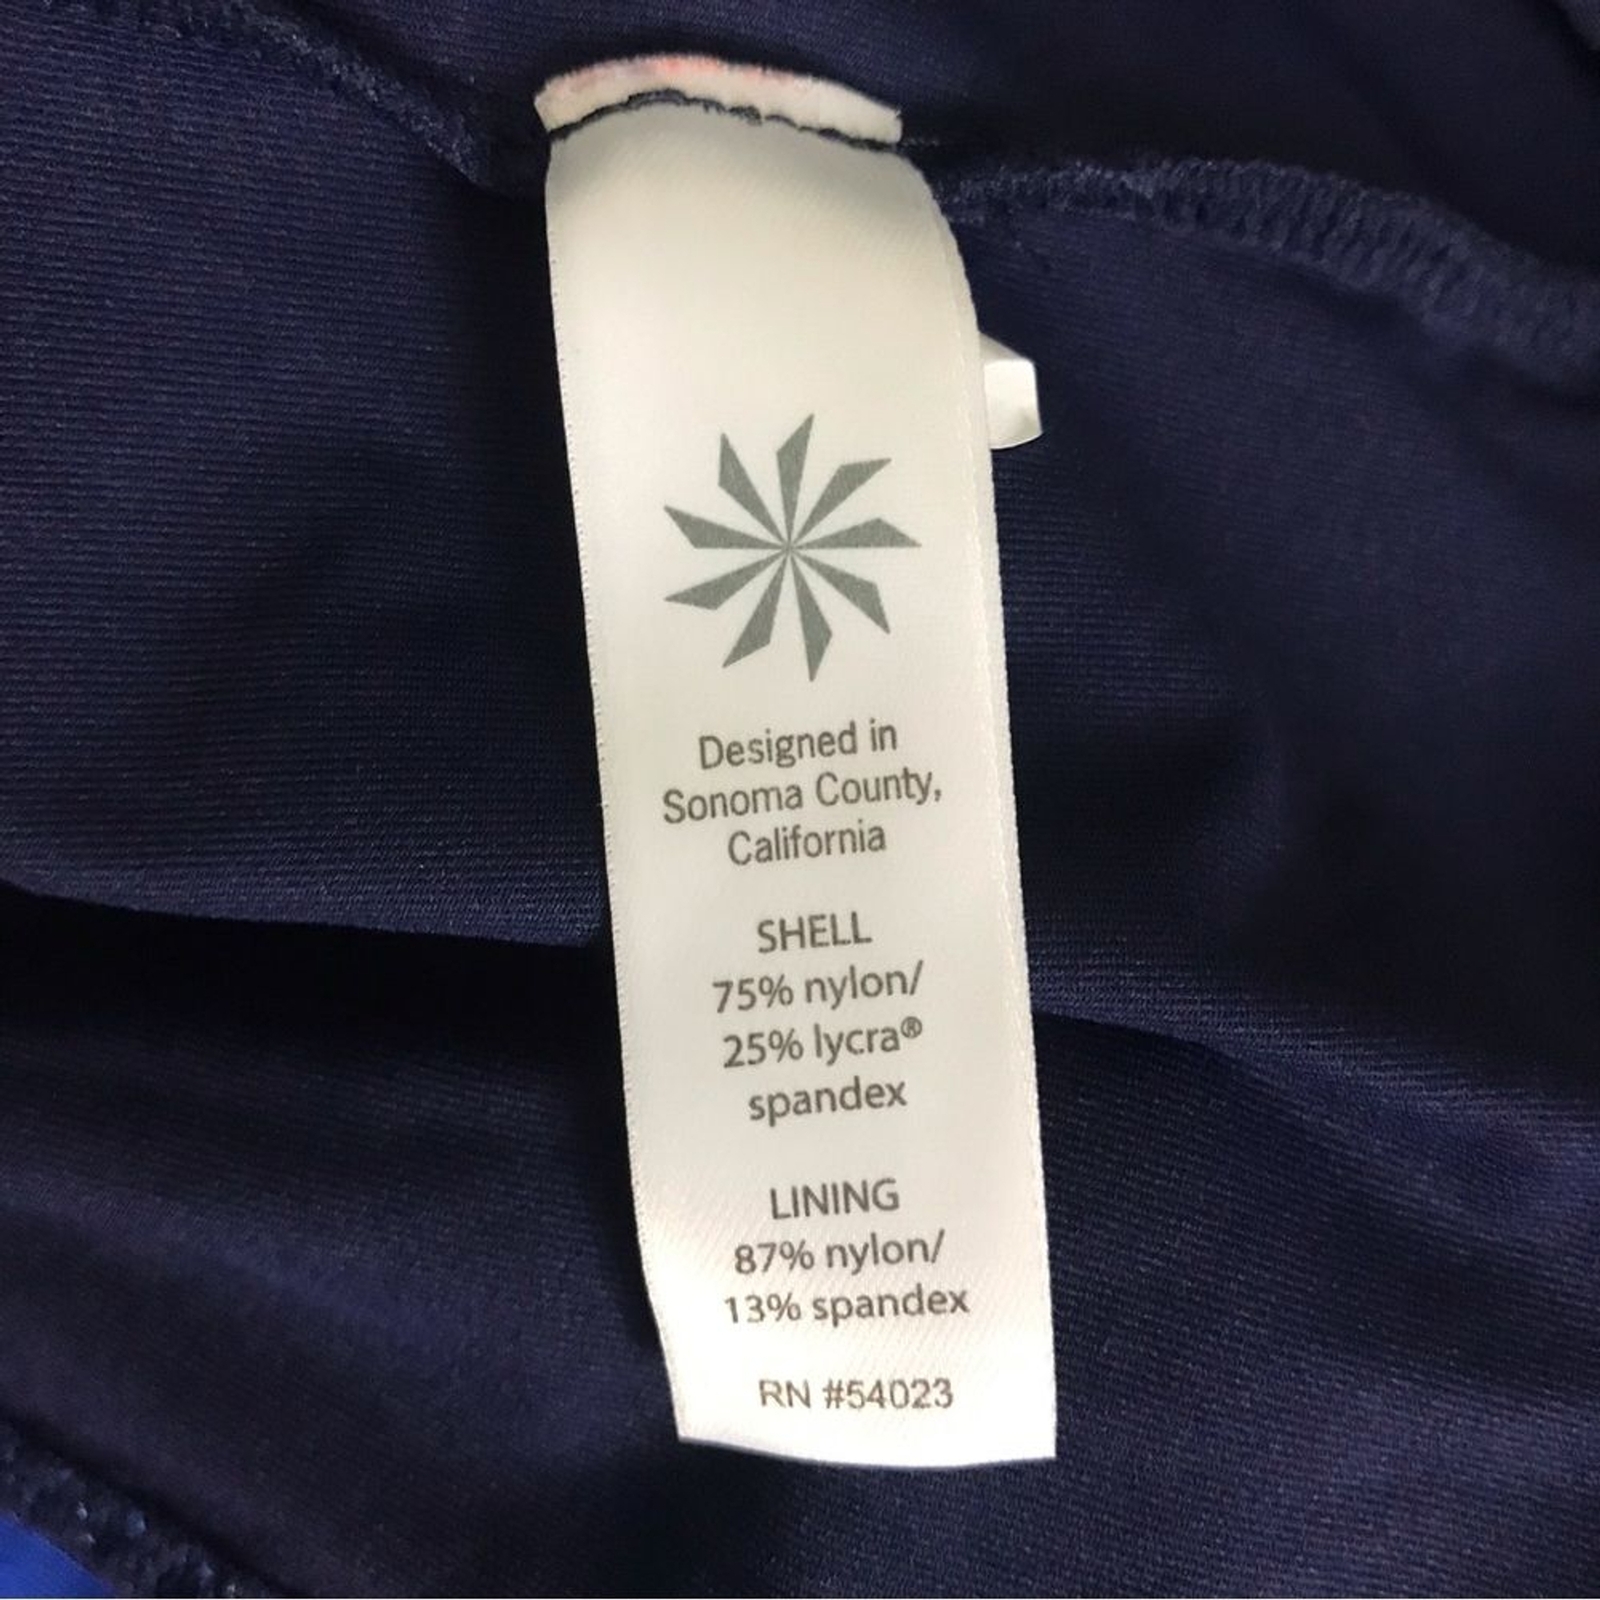 Designed in
Sonoma County,
California
SHELL
75% nylon/
25% lycra®
spandex
LINING
87% nylon/
13% spandex
RN #54023